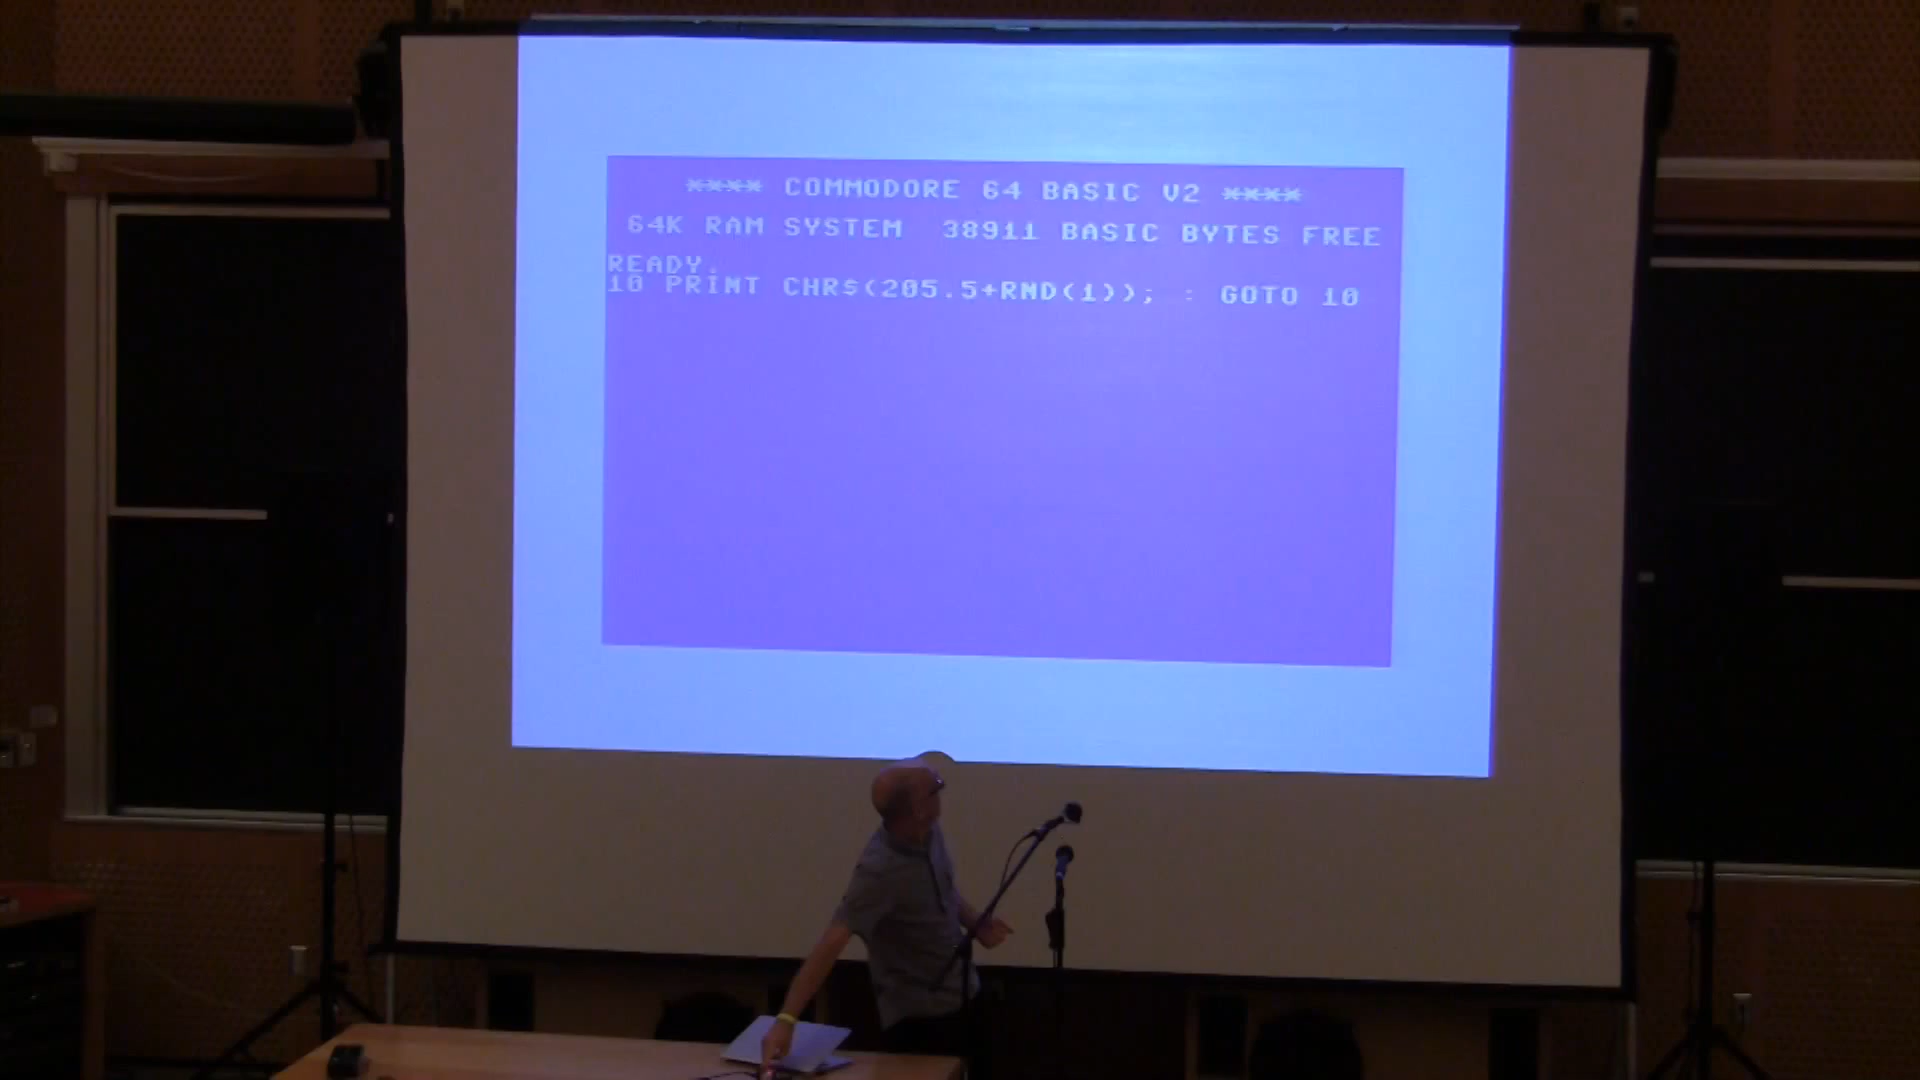 **** COMMODORE 64 BASIC V2 ****
64K RAM SYSTEM 38911 BASIC BYTES FREE
READY.
10 PRINT CHR$(205.5+RND(1)); : GOTO 10